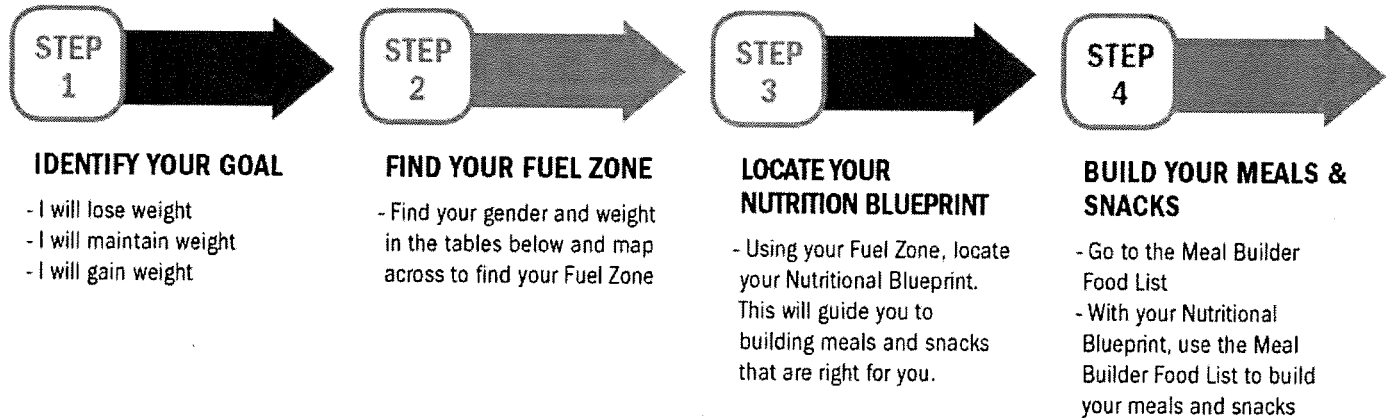 STEP
1
IDENTIFY YOUR GOAL
- I will lose weight
- I will maintain weight
- I will gain weight
STEP
2
FIND YOUR FUEL ZONE
- Find your gender and weight
in the tables below and map
across to find your Fuel Zone
STEP
3
LOCATE YOUR
NUTRITION BLUEPRINT
- Using your Fuel Zone, locate
your Nutritional Blueprint.
This will guide you to
building meals and snacks
that are right for you.
STEP
4
BUILD YOUR MEALS &
SNACKS
- Go to the Meal Builder
Food List
- With your Nutritional
Blueprint, use the Meal
Builder Food List to build
your meals and snacks